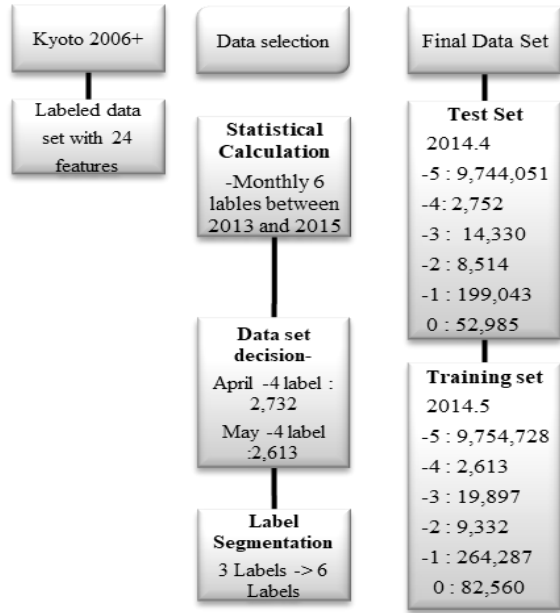 Kyoto 2006+
Labeled data
set with 24
features
Data selection
Statistical
Calculation
-Monthly 6
lables between
2013 and 2015
Data set
decision-
April -4 label :
2,732
May -4 label
:2,613
Label
Segmentation
3 Labels -> 6
Labels
Final Data Set
Test Set
2014.4
-5 : 9,744,051
-4: 2,752
-3 : 14,330
-2 : 8,514
-1 : 199,043
0 : 52,985
Training set
2014.5
-5 : 9,754,728
-4 : 2,613
-3 : 19,897
-2 : 9,332
-1 : 264,287
0 : 82,560